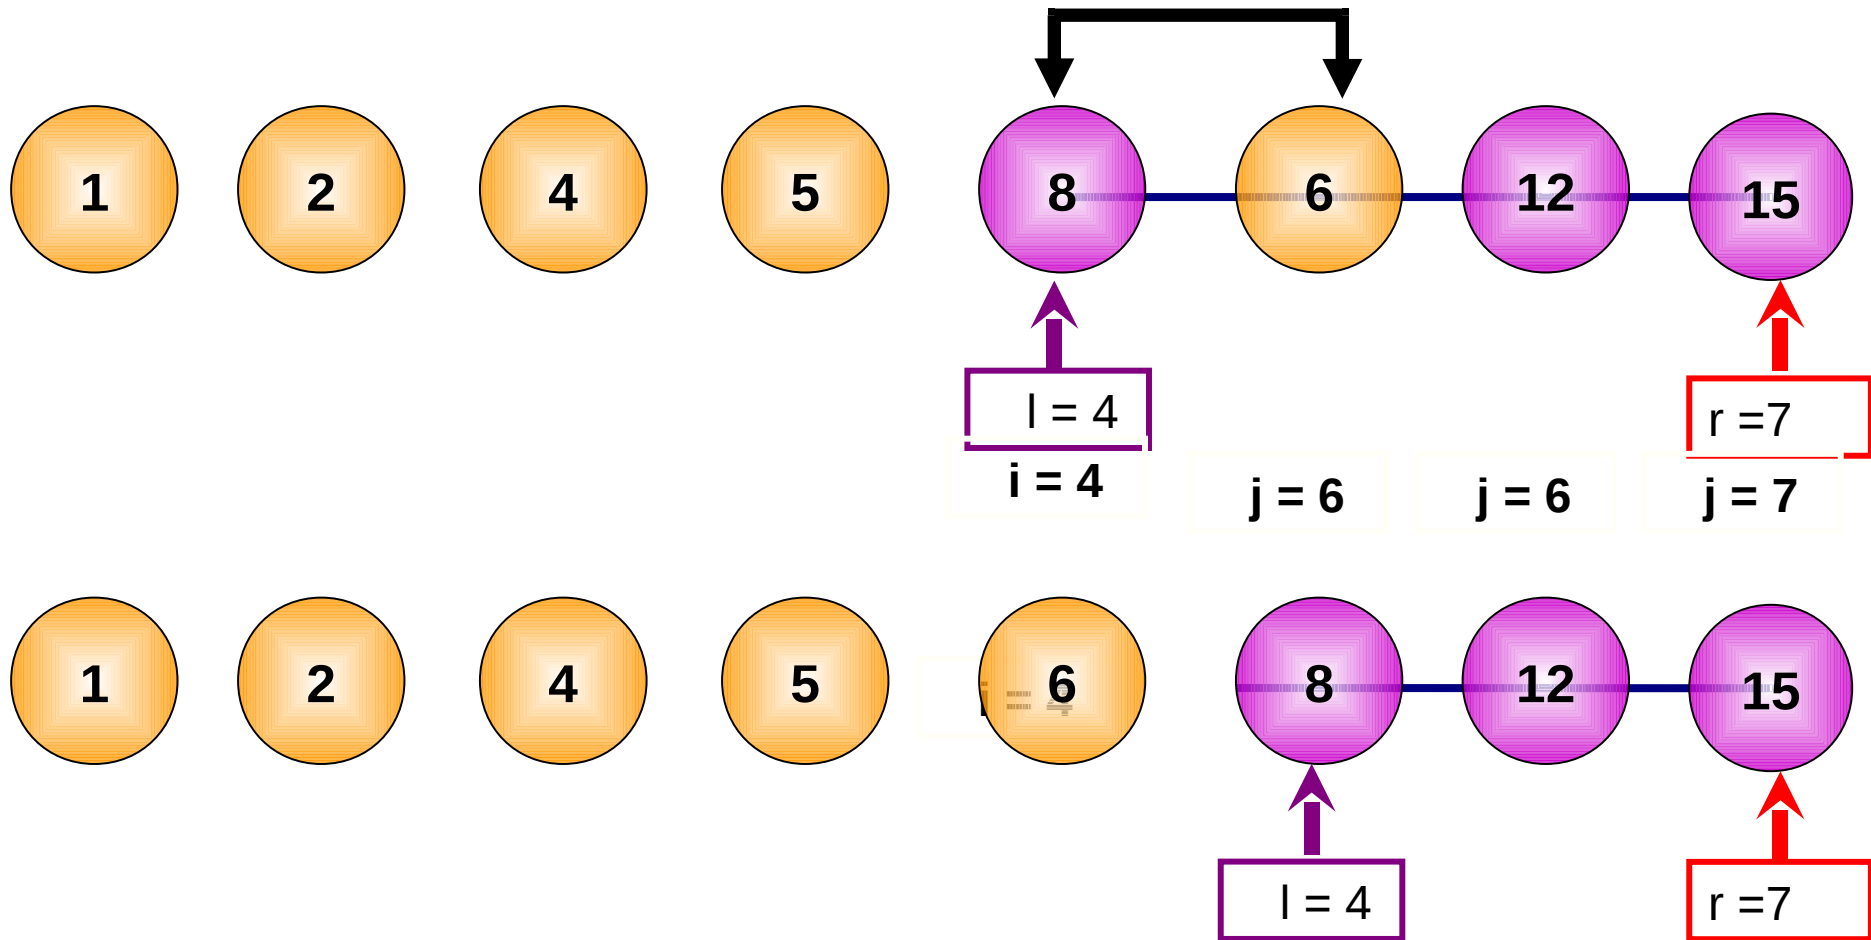 1 2 4 5 8 6 12 15
l = 4 r =7
i = 4 j = 6 j = 6 j = 7
1 2 4 5 6 8 12 15
i = 4
l = 4 r =7